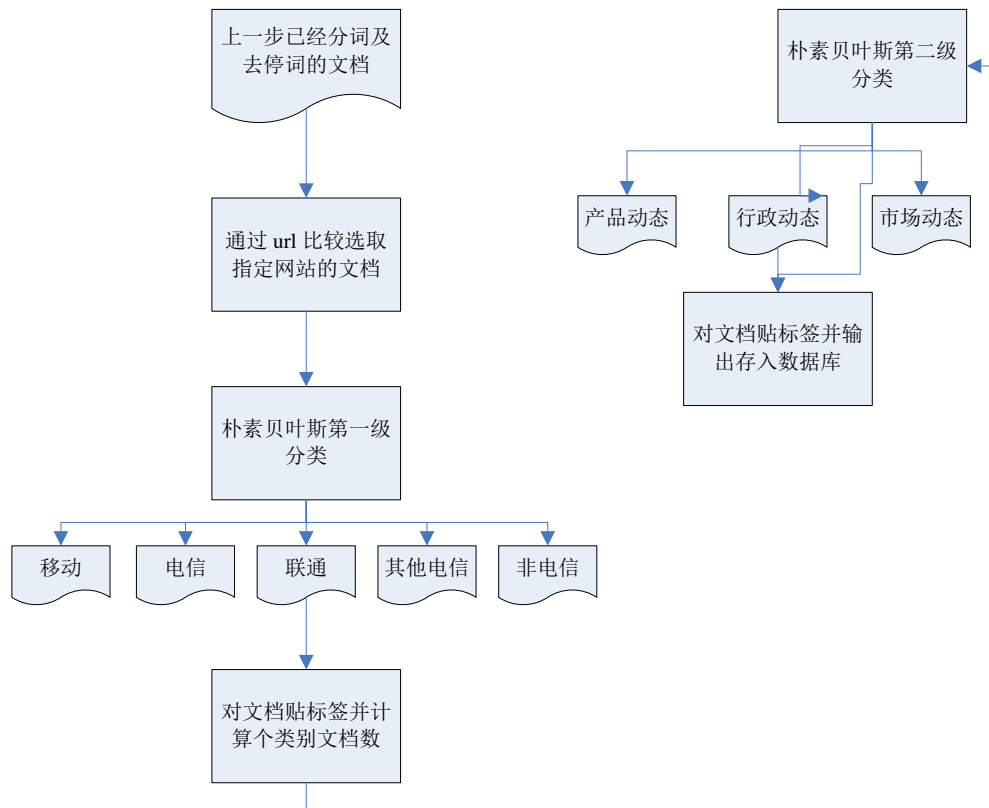 上一步已经分词及
去停词的文档
通过 url 比较选取
指定网站的文档
朴素贝叶斯第一级
分类
移动
电信
联通
其他电信
非电信
对文档贴标签并计
算个类别文档数
朴素贝叶斯第二级
分类
产品动态
行政动态
市场动态
对文档贴标签并输
出存入数据库